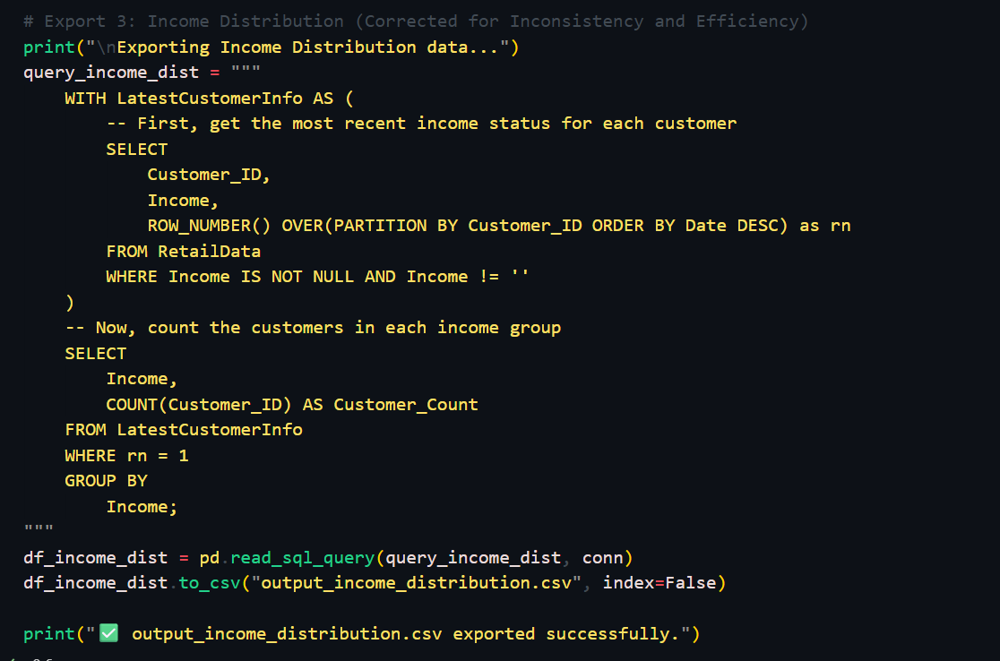 # Export 3: Income Distribution (Corrected for Inconsistency and Efficiency)
print("\nExporting Income Distribution data...")
query_income_dist = """
    WITH LatestCustomerInfo AS (
        -- First, get the most recent income status for each customer
        SELECT
            Customer_ID,
            Income,
            ROW_NUMBER() OVER(PARTITION BY Customer_ID ORDER BY Date DESC) as rn
        FROM RetailData
        WHERE Income IS NOT NULL AND Income != ''
    )
    -- Now, count the customers in each income group
    SELECT
        Income,
        COUNT(Customer_ID) AS Customer_Count
    FROM LatestCustomerInfo
    WHERE rn = 1
    GROUP BY
        Income;
"""
df_income_dist = pd.read_sql_query(query_income_dist, conn)
df_income_dist.to_csv("output_income_distribution.csv", index=False)
print("✅ output_income_distribution.csv exported successfully.")